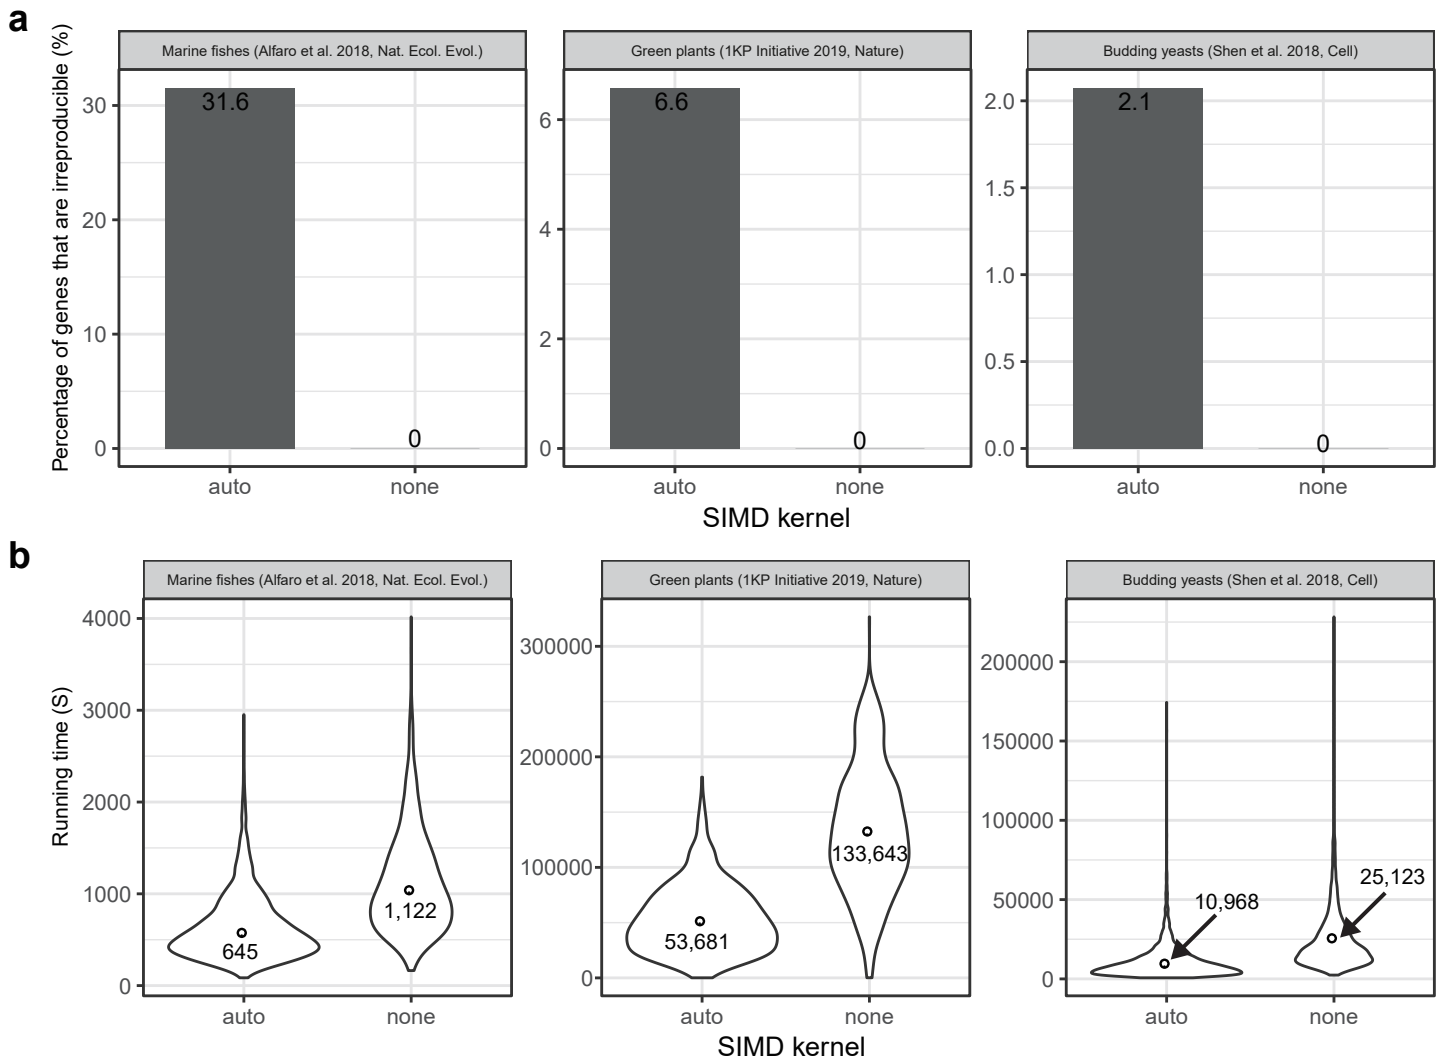 a
Percentage of genes that are irreproducible (%)
Marine fishes (Alfaro et al. 2018, Nat. Ecol. Evol.)
30
20
10
0
31.6
0
auto
none
Green plants (1KP Initiative 2019, Nature)
6
4
2
0
6.6
0
auto
none
Budding yeasts (Shen et al. 2018, Cell)
2.0
1.5
1.0
0.5
0.0
2.1
0
auto
none
SIMD kernel
b
Running time (S)
Marine fishes (Alfaro et al. 2018, Nat. Ecol. Evol.)
4000
3000
2000
1000
0
645
1,122
auto
none
Green plants (1KP Initiative 2019, Nature)
300000
200000
100000
0
53,681
133,643
auto
none
Budding yeasts (Shen et al. 2018, Cell)
200000
150000
100000
50000
0
10,968
25,123
auto
none
SIMD kernel